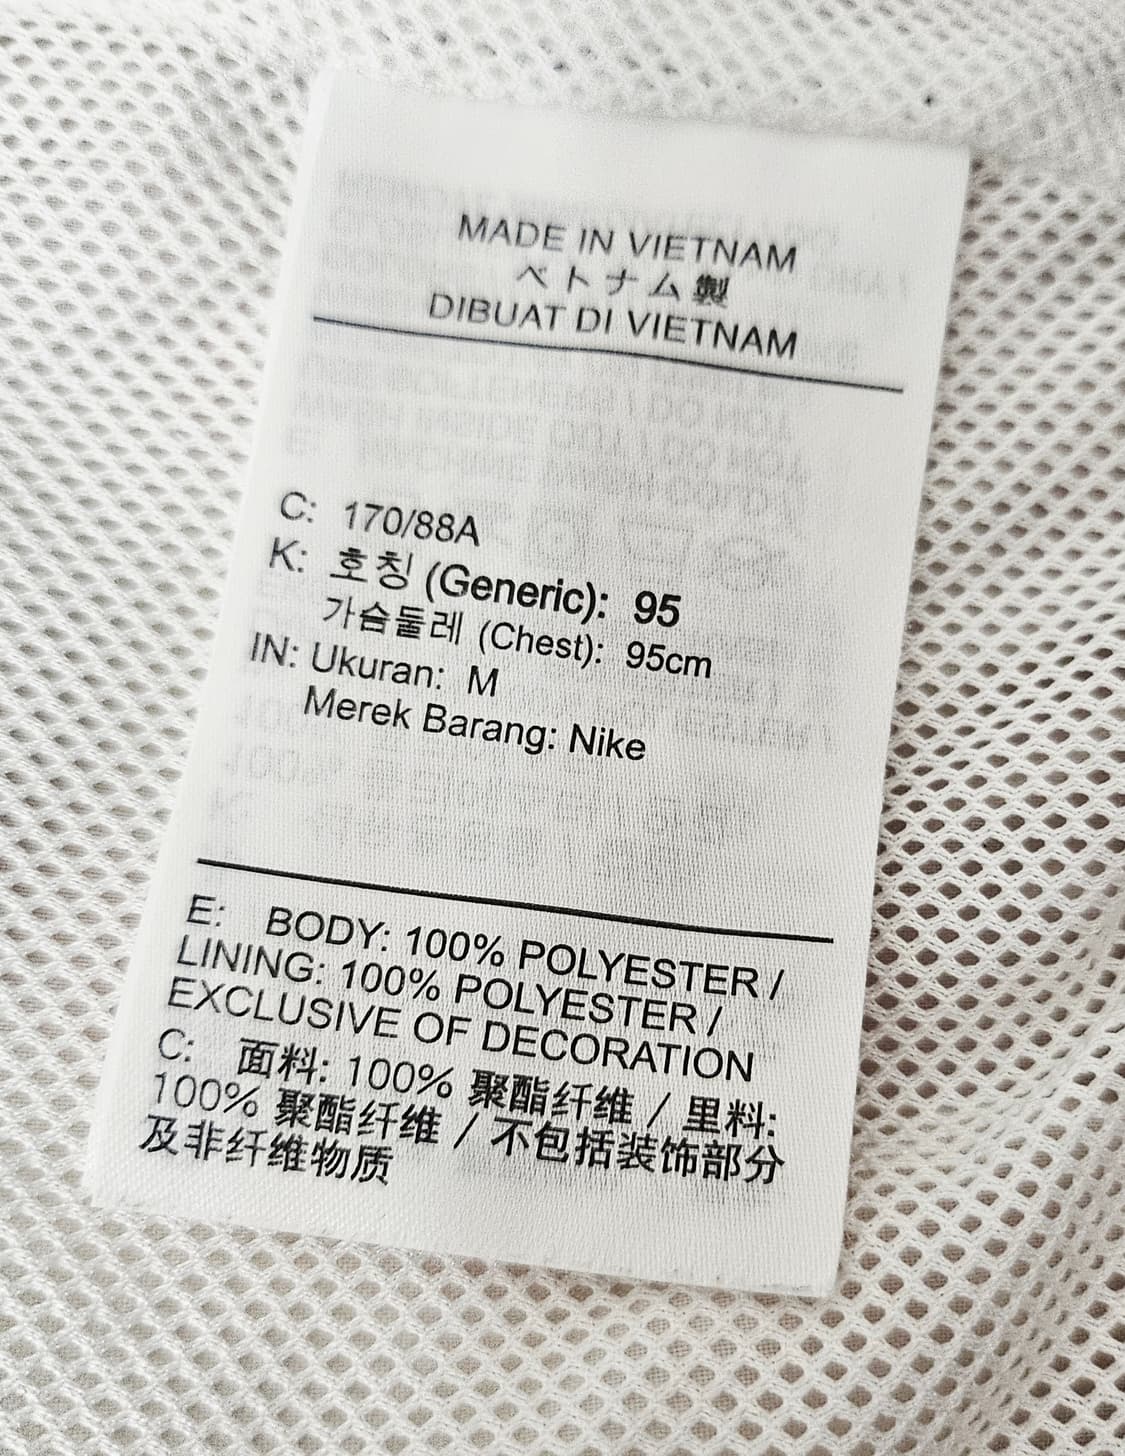 MADE IN VIETNAM
ベトナム製
DIBUAT DI VIETNAM
C: 170/88A
K: 호칭 (Generic): 95
가슴둘레 (Chest): 95cm
IN: Ukuran: M
Merek Barang: Nike
E: BODY: 100% POLYESTER /
LINING: 100% POLYESTER /
EXCLUSIVE OF DECORATION
C: 面料: 100% 聚酯纤维 / 里料:
100% 聚酯纤维 / 不包括装饰部分
及非纤维物质